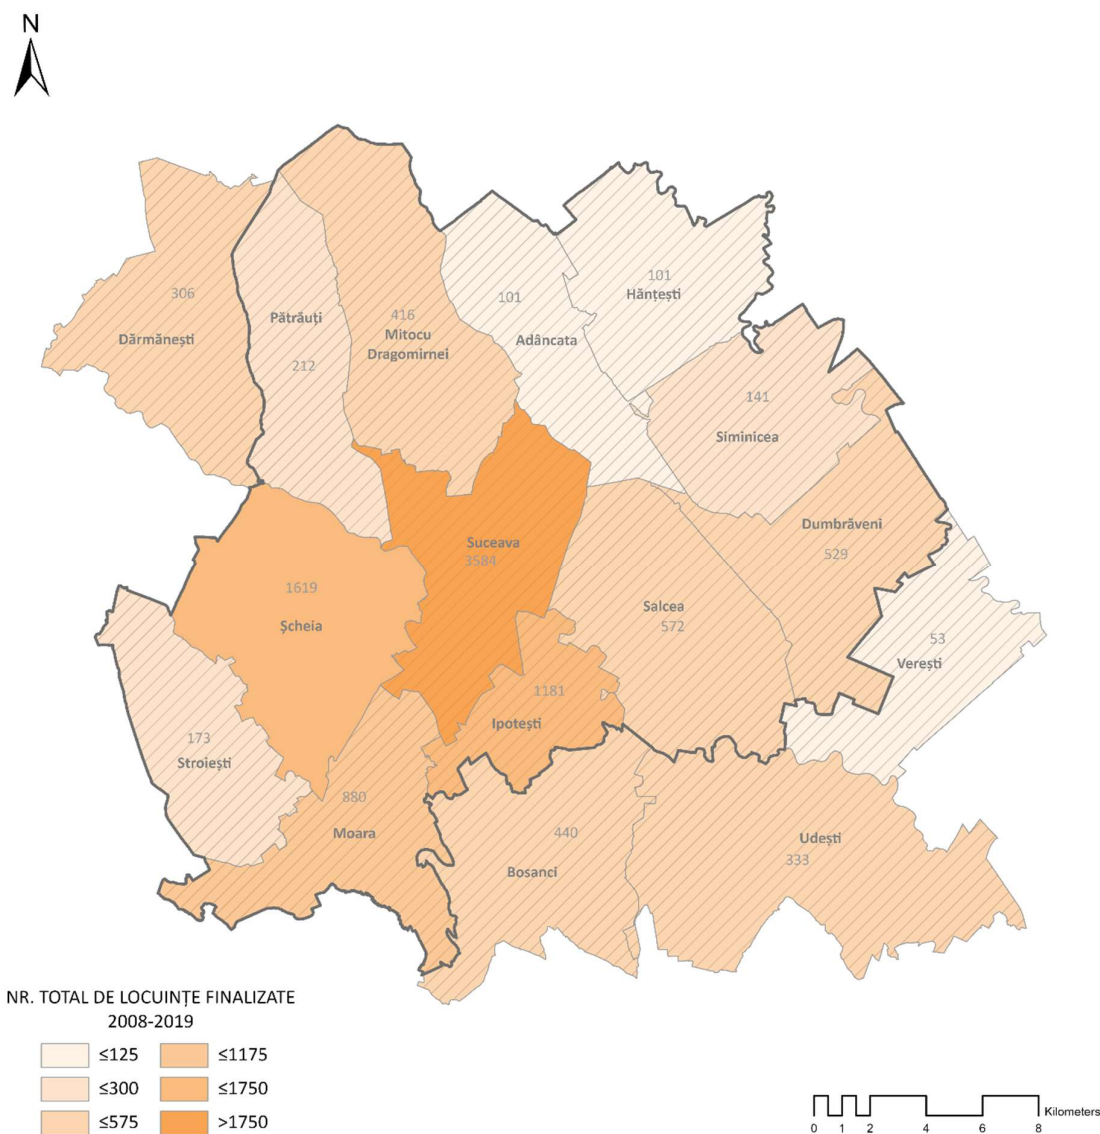 N
306
Dărmănești
Pătrăuți
212
416
Mitocu
Dragomirnei
101
Adâncata
101
Hănțești
141
Siminicea
Dumbrăveni
529
Suceava
3584
1619
Șcheia
Salcea
572
53
Verești
1181
Ipotești
173
Stroiești
880
Moara
440
Bosanci
Udești
333
NR. TOTAL DE LOCUINȚE FINALIZATE
2008-2019
≤125
≤1175
≤300
≤1750
≤575
>1750
Kilometers
0 1 2 4 6 8